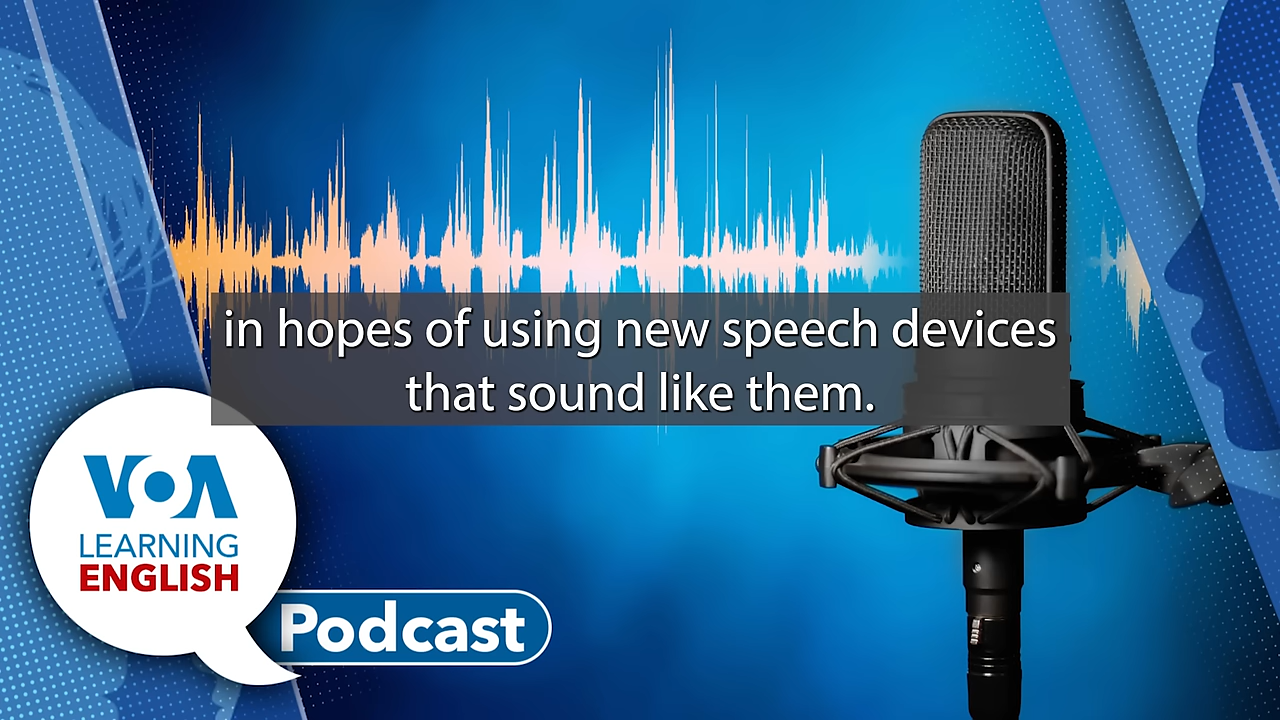 in hopes of using new speech devices
that sound like them.
VOA
LEARNING
ENGLISH
Podcast